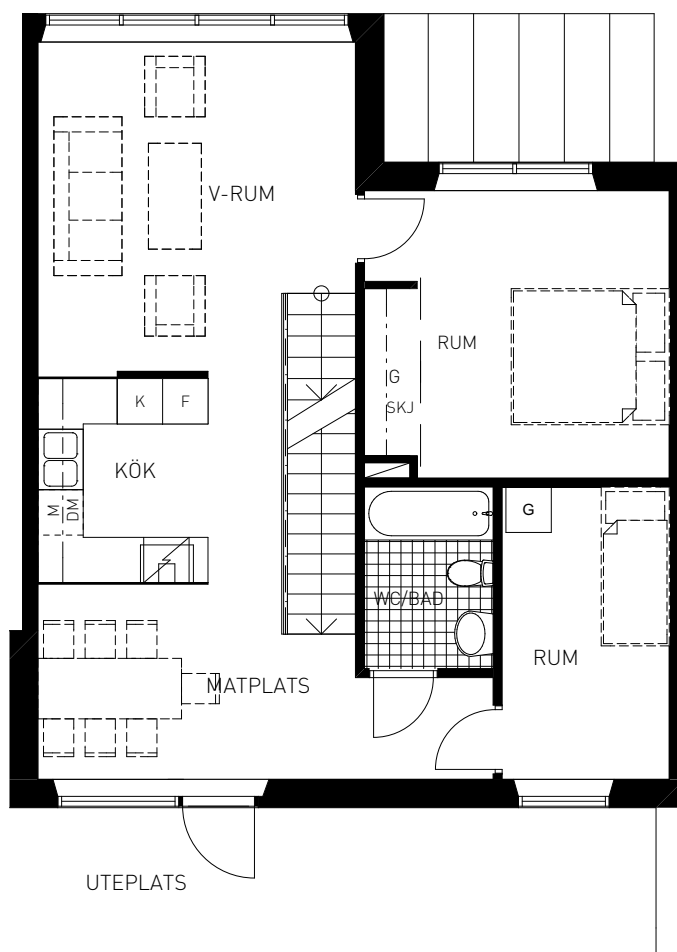 V-RUM
RUM
G
SKJ
K
F
KÖK
M
DM
G
WC/BAD
RUM
MATPLATS
UTEPLATS